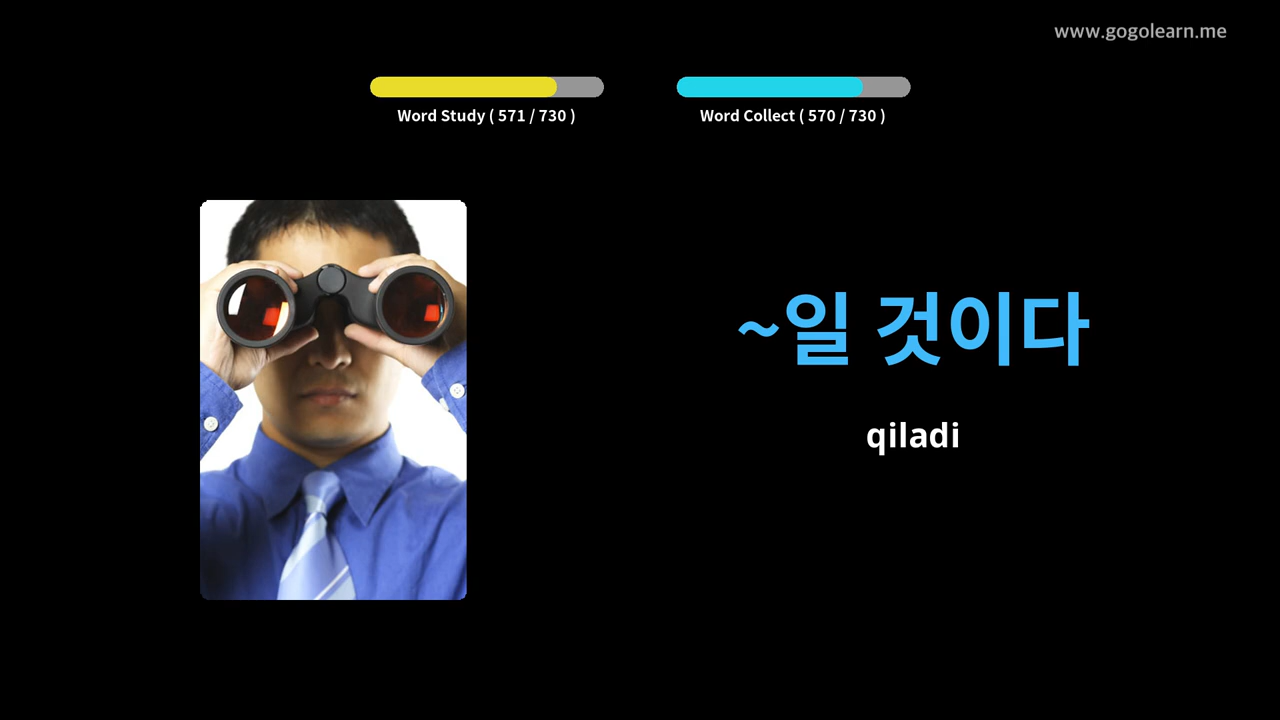 www.gogolearn.me
Word Study ( 571 / 730 )
Word Collect ( 570 / 730 )
~일 것이다
qiladi